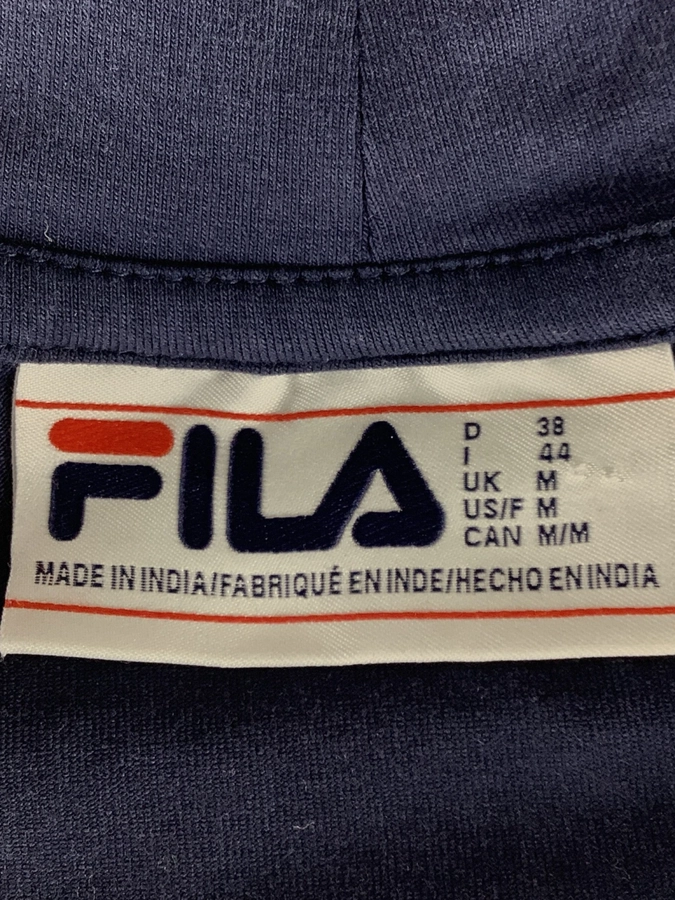 FILA
D 38
I 44
UK M
US/F M
CAN M/M
MADE IN INDIA/FABRIQUÉ EN INDE/HECHO EN INDIA